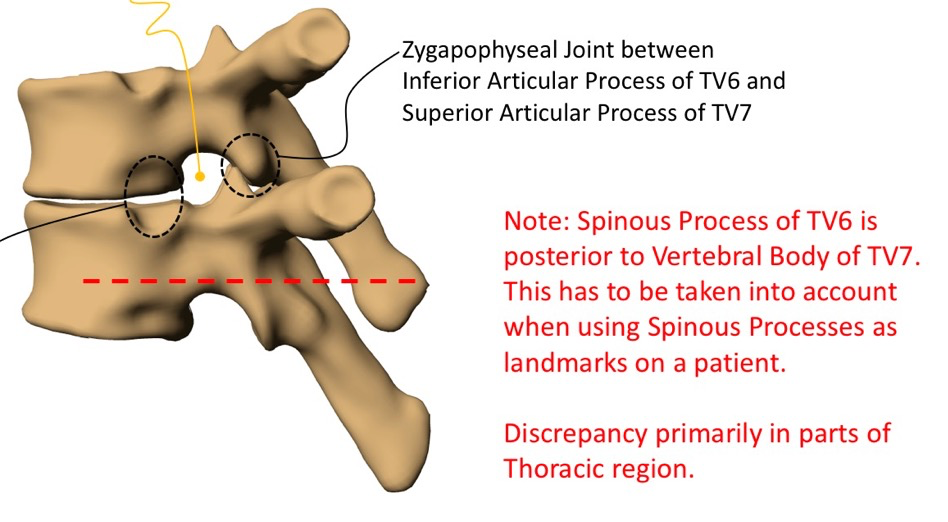 Zygapophyseal Joint between
Inferior Articular Process of TV6 and
Superior Articular Process of TV7
Note: Spinous Process of TV6 is
posterior to Vertebral Body of TV7.
This has to be taken into account
when using Spinous Processes as
landmarks on a patient.
Discrepancy primarily in parts of
Thoracic region.